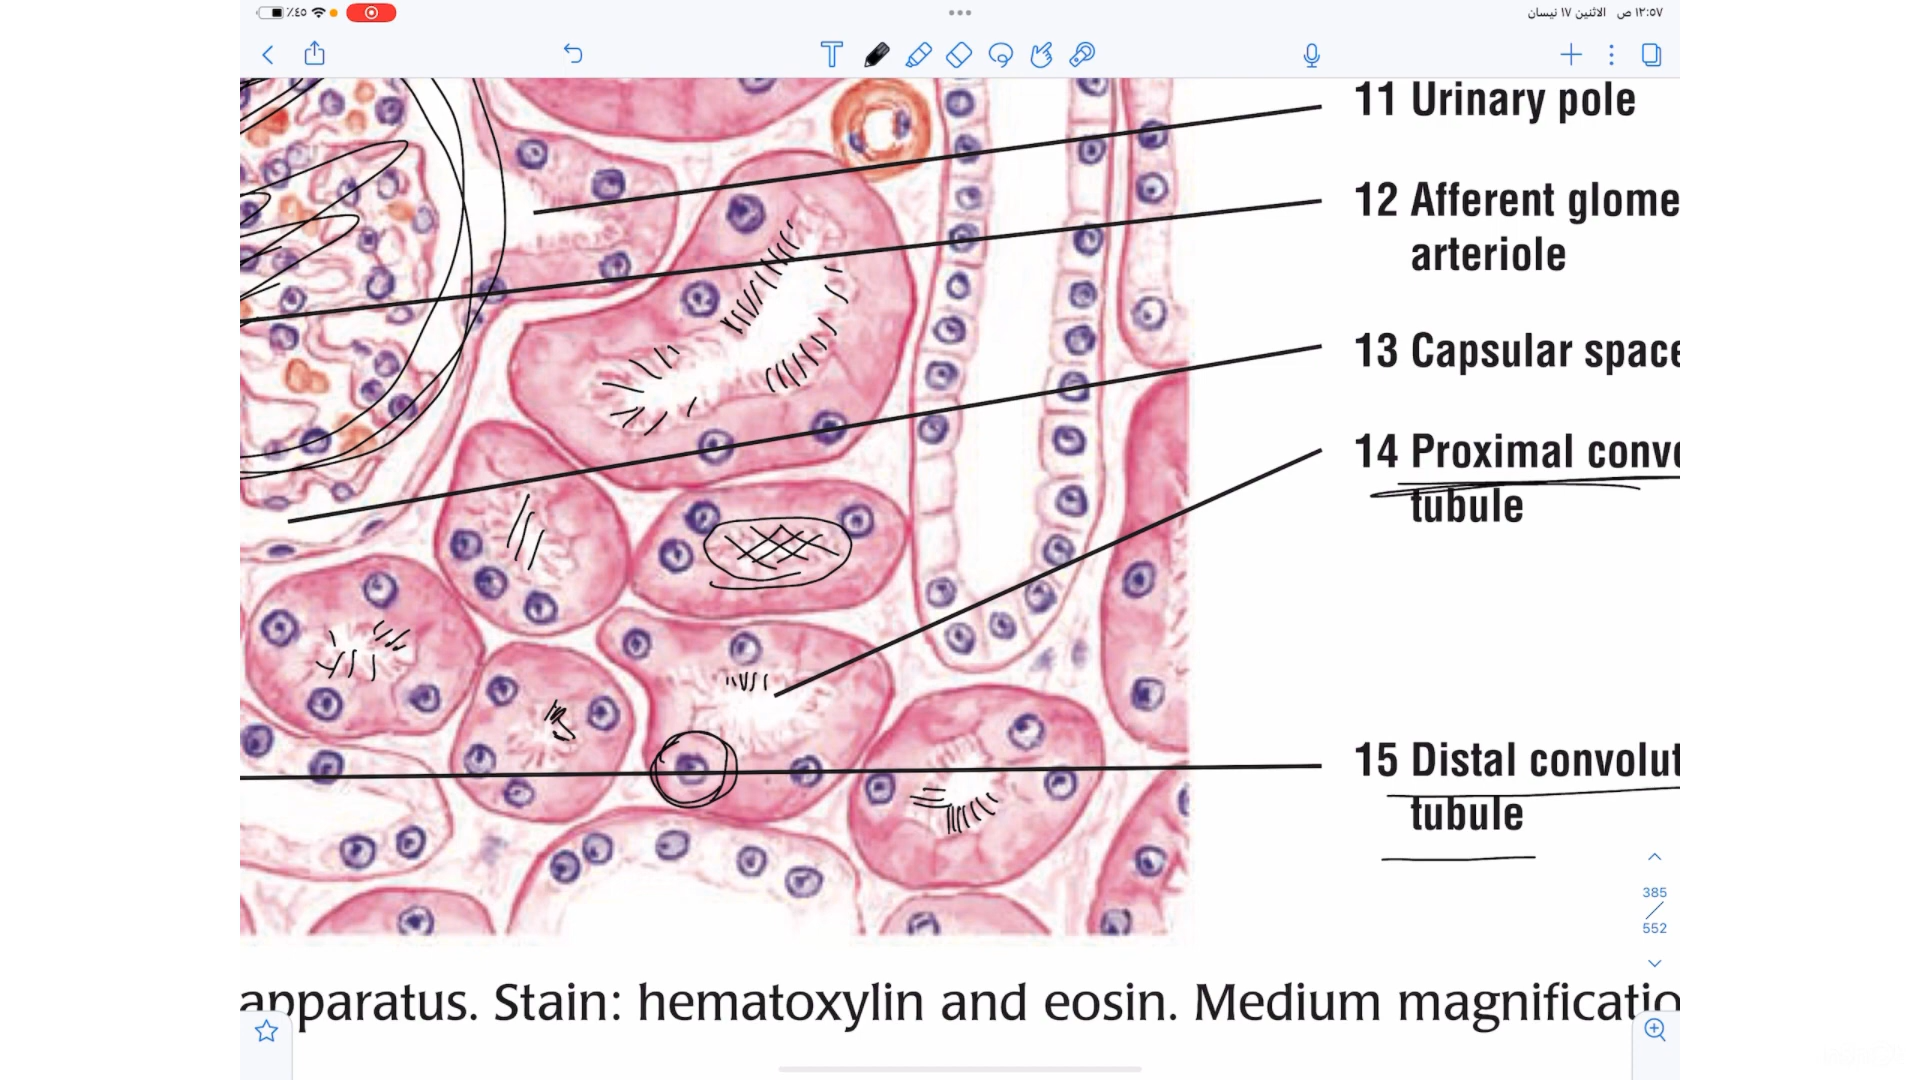 ٪٤٥
١٢:٥٧ ص الاثنين ١٧ نيسان
T
11 Urinary pole
12 Afferent glome
arteriole
13 Capsular space
14 Proximal conv
tubule
15 Distal convolut
tubule
385
552
apparatus. Stain: hematoxylin and eosin. Medium magnificatio